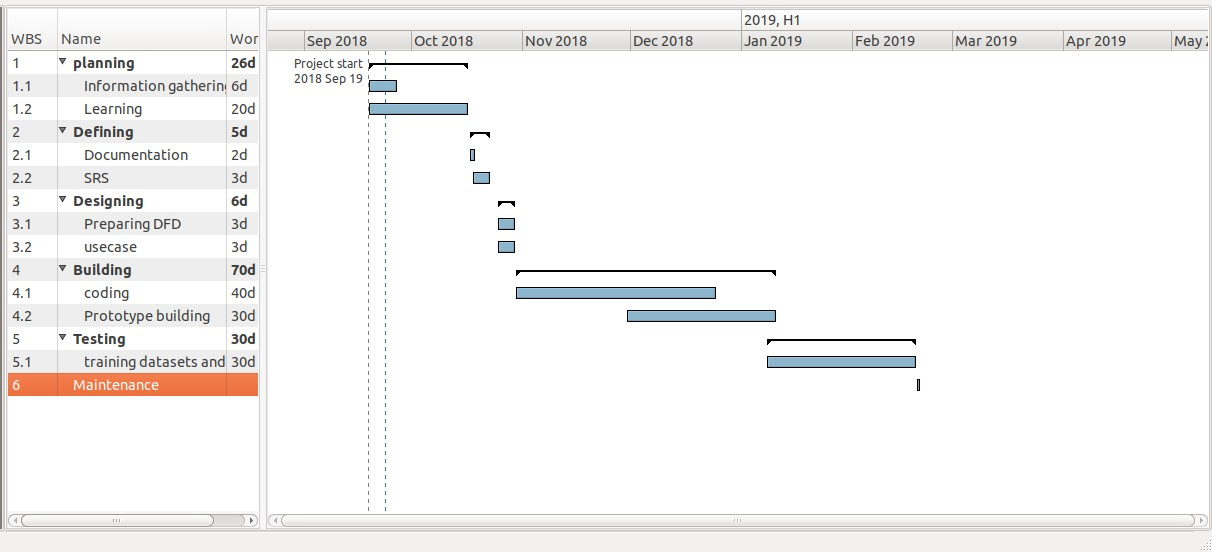 2019, H1
WBS Name Wor
Sep 2018 Oct 2018 Nov 2018 Dec 2018 Jan 2019 Feb 2019 Mar 2019 Apr 2019 May 2
1 planning 26d
Project start
2018 Sep 19
1.1 Information gathering 6d
1.2 Learning 20d
2 Defining 5d
2.1 Documentation 2d
2.2 SRS 3d
3 Designing 6d
3.1 Preparing DFD 3d
3.2 usecase 3d
4 Building 70d
4.1 coding 40d
4.2 Prototype building 30d
5 Testing 30d
5.1 training datasets and 30d
6 Maintenance